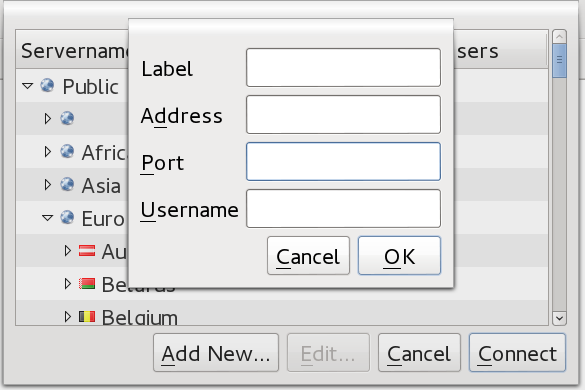 Servername
sers
Label
Address
Port
Username
Cancel OK
Public
Africa
Asia
Euro
Au
Belarus
Belgium
Add New... Edit... Cancel Connect